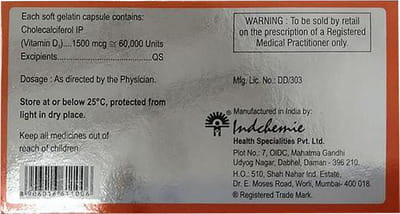 Each soft gelatin capsule contains:
Cholecalciferol IP
(Vitamin D₃)....1500 mcg ≅ 60,000 Units
Excipients..............................QS
Dosage : As directed by the Physician.
Store at or below 25°C, protected from
light in dry place.
Keep all medicines out of
reach of children.
8 906016 611006
WARNING : To be sold by retail
on the prescription of a Registered
Medical Practitioner only.
Mfg. Lic. No.: DD/303
Manufactured in India by:
Indchemie
Health Specialities Pvt. Ltd.
Plot No.: 7, OIDC, Mahatma Gandhi
Udyog Nagar, Dabhel, Daman - 396 210.
H.O.: 510, Shah Nahar Ind. Estate,
Dr. E. Moses Road, Worli, Mumbai- 400 018.
® Registered Trade Mark.